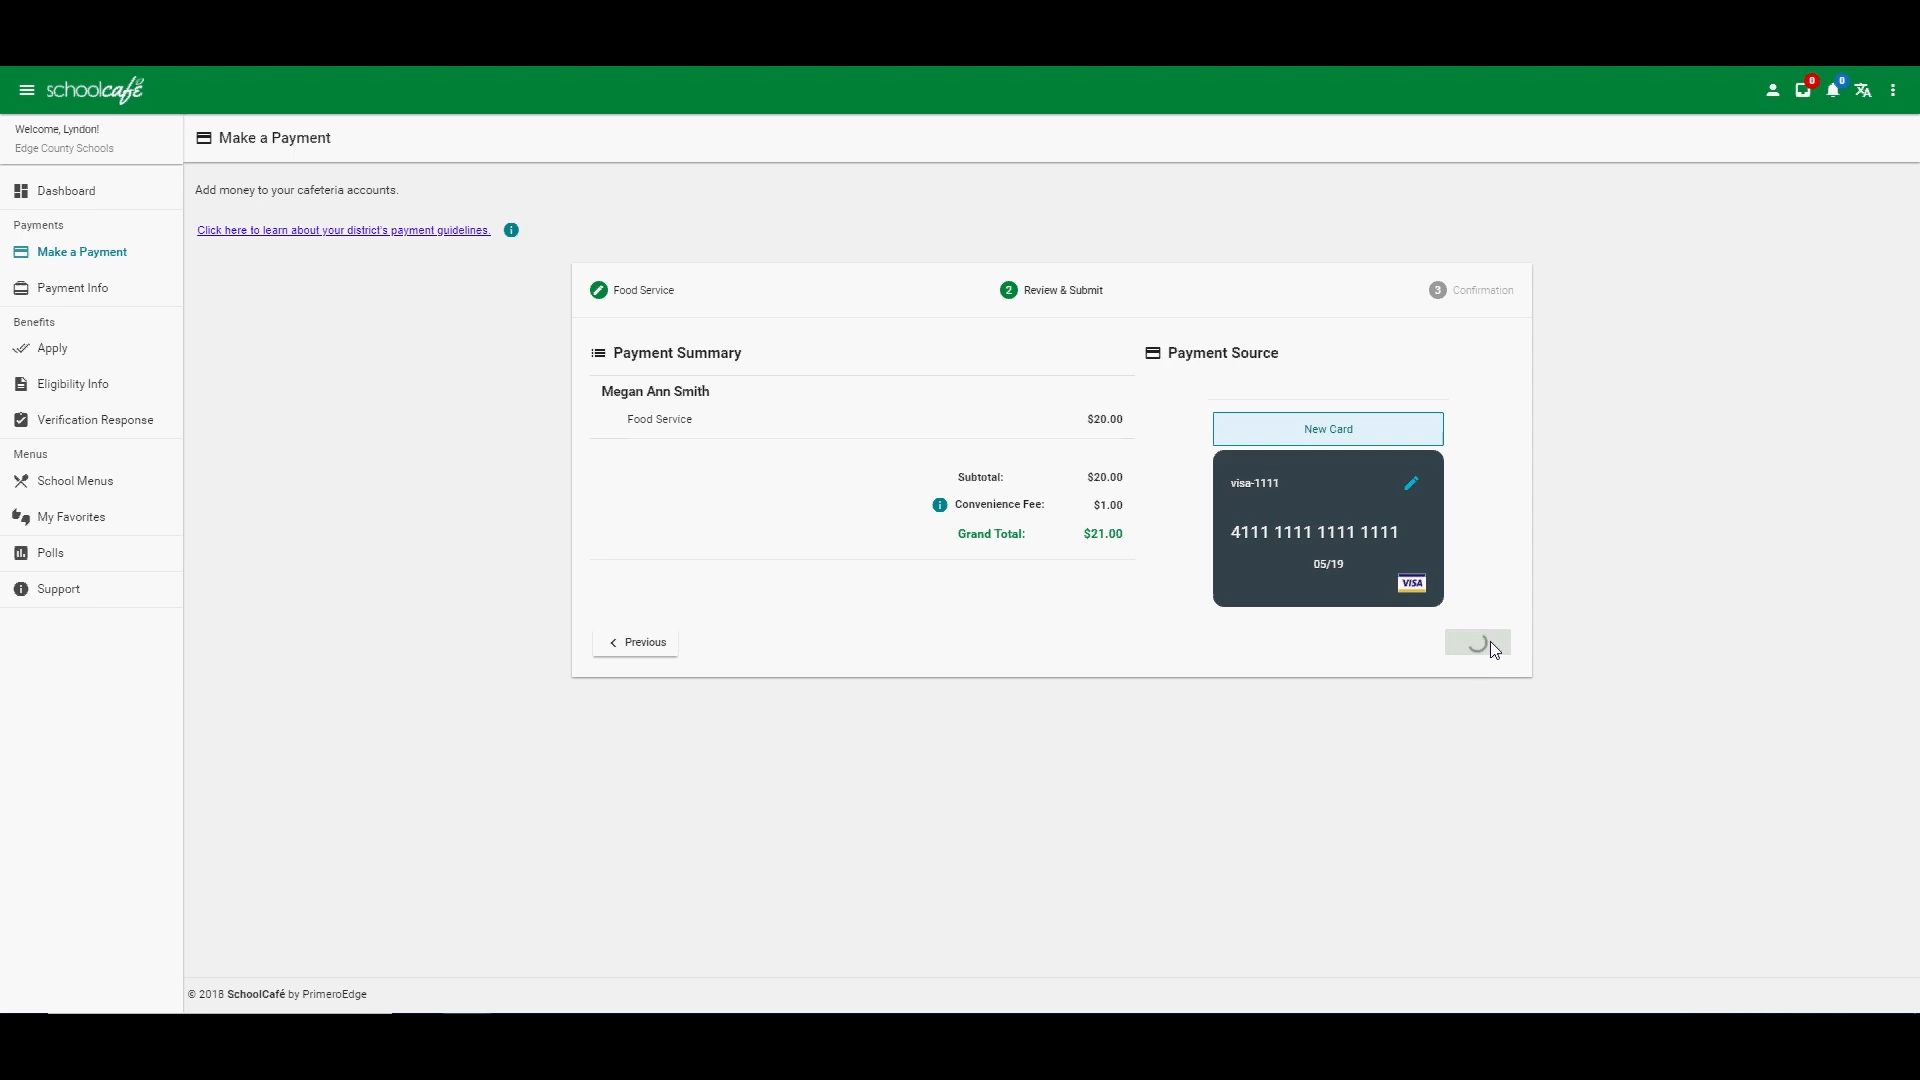 schoolcafé
0
0
Welcome, Lyndon!
Edge County Schools
Make a Payment
Dashboard
Payments
Make a Payment
Payment Info
Benefits
Apply
Eligibility Info
Verification Response
Menus
School Menus
My Favorites
Polls
Support
Add money to your cafeteria accounts.
Click here to learn about your district's payment guidelines.
Food Service
2 Review & Submit
3 Confirmation
Payment Summary
Megan Ann Smith
Food Service $20.00
Subtotal: $20.00
Convenience Fee: $1.00
Grand Total: $21.00
Payment Source
New Card
visa-1111
4111 1111 1111 1111
05/19
VISA
Previous
© 2018 SchoolCafé by PrimeroEdge